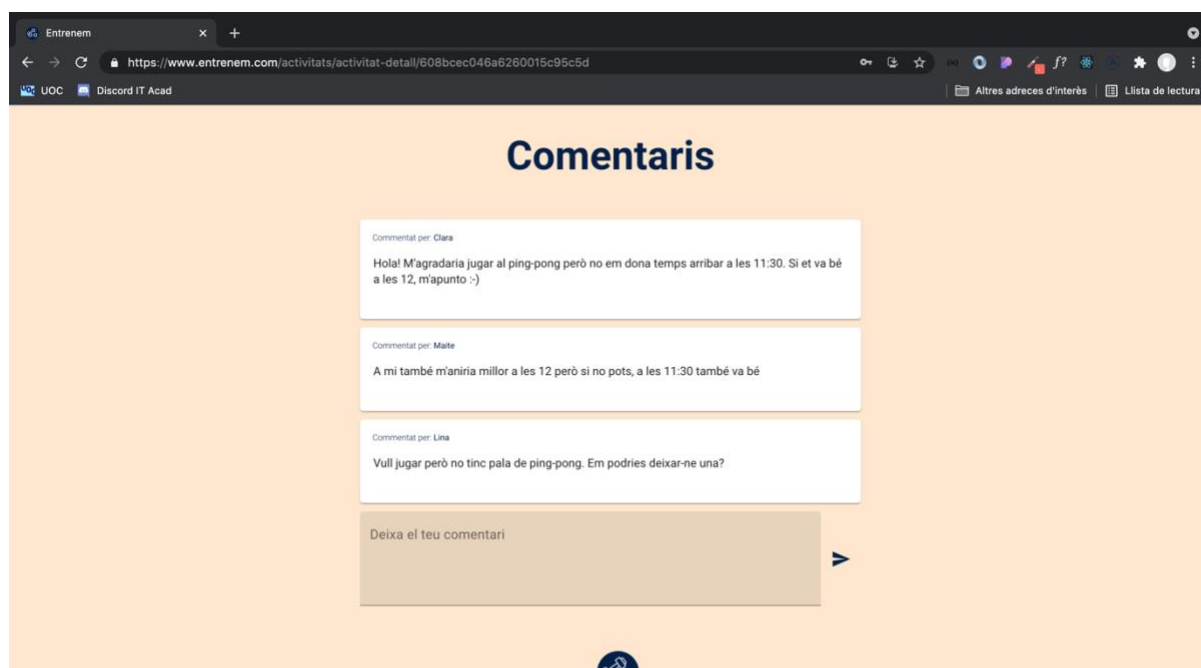 Entrenem
https://www.entrenem.com/activitats/activitat-detall/608bcec046a6260015c95c5d
f?
UOC
Discord IT Acad
Altres adreces d'interès
Llista de lectura
Comentaris
Commentat per: Clara
Hola! M'agradaria jugar al ping-pong però no em dona temps arribar a les 11:30. Si et va bé
a les 12, m'apunto :-)
Commentat per: Maite
A mi també m'aniria millor a les 12 però si no pots, a les 11:30 també va bé
Commentat per: Lina
Vull jugar però no tinc pala de ping-pong. Em podries deixar-ne una?
Deixa el teu comentari